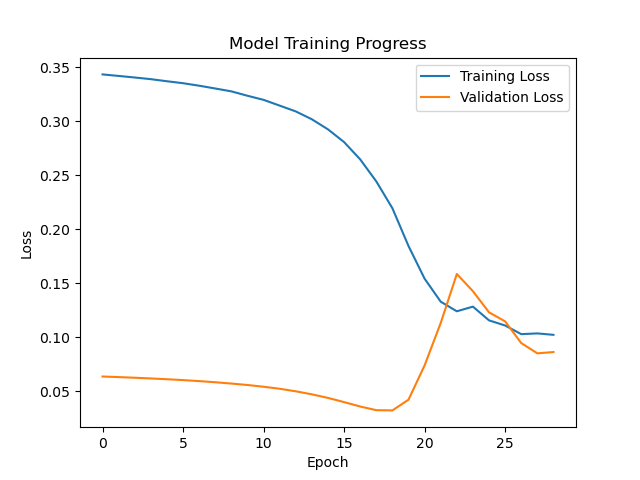 Model Training Progress
Training Loss
Validation Loss
0.35
0.30
0.25
0.20
0.15
0.10
0.05
Loss
0 5 10 15 20 25
Epoch